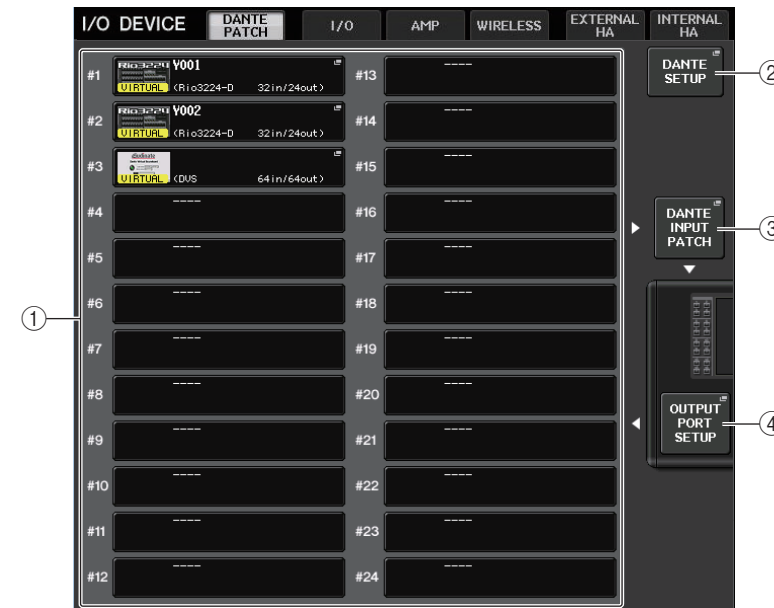 I/O DEVICE
DANTE PATCH
I/O
AMP
WIRELESS
EXTERNAL HA
INTERNAL HA
#1
Rio3224
Y001
VIRTUAL
(Rio3224-D 32in/24out)
#2
Rio3224
Y002
VIRTUAL
(Rio3224-D 32in/24out)
#3
Audinate
VIRTUAL
(DVS 64in/64out)
#4 ----
#5 ----
#6 ----
#7 ----
#8 ----
#9 ----
#10 ----
#11 ----
#12 ----
#13 ----
#14 ----
#15 ----
#16 ----
#17 ----
#18 ----
#19 ----
#20 ----
#21 ----
#22 ----
#23 ----
#24 ----
DANTE
SETUP
DANTE
INPUT
PATCH
OUTPUT
PORT
SETUP
①
②
③
④